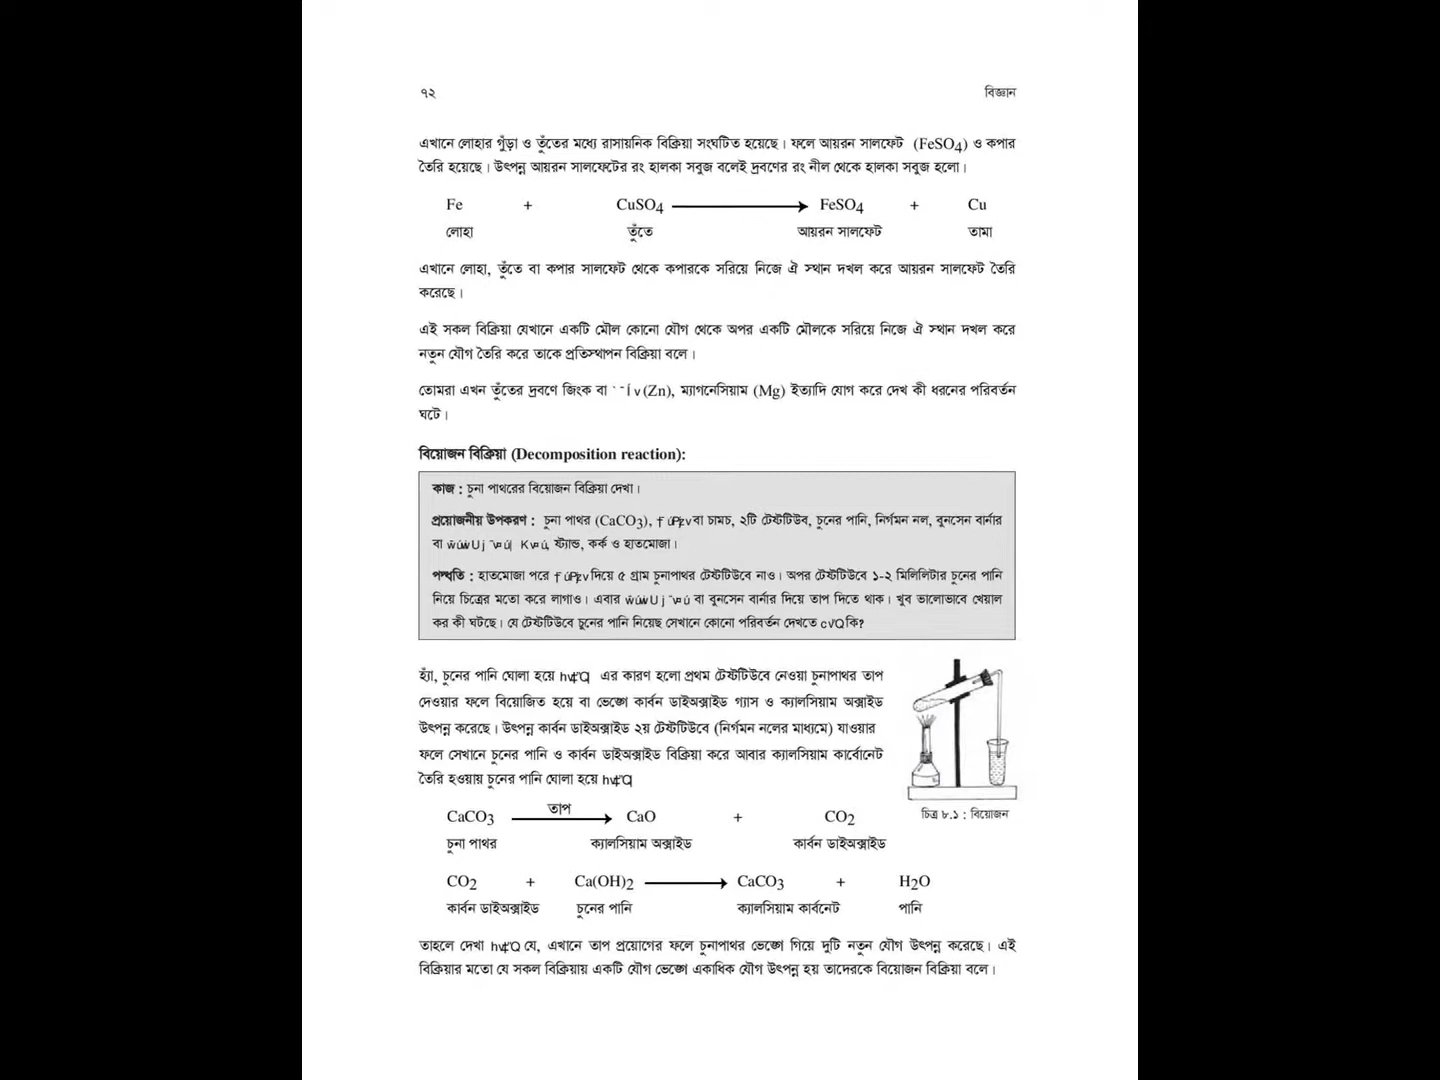 ৭২ বিজ্ঞান
এখানে লোহার গুঁড়া ও তুঁতের মধ্যে রাসায়নিক বিক্রিয়া সংঘটিত হয়েছে। ফলে আয়রন সালফেট (FeSO4) ও কপার
তৈরি হয়েছে। উৎপন্ন আয়রন সালফেটের রং হালকা সবুজ বলেই দ্রবণের রং নীল থেকে হালকা সবুজ হলো।
Fe + CuSO4 ⟶ FeSO4 + Cu
লোহা তুঁতে আয়রন সালফেট তামা
এখানে লোহা, তুঁতে বা কপার সালফেট থেকে কপারকে সরিয়ে নিজে ঐ স্থান দখল করে আয়রন সালফেট তৈরি
করেছে।
এই সকল বিক্রিয়া যেখানে একটি মৌল কোনো যৌগ থেকে অপর একটি মৌলকে সরিয়ে নিজে ঐ স্থান দখল করে
নতুন যৌগ তৈরি করে তাকে প্রতিস্থাপন বিক্রিয়া বলে।
তোমরা এখন তুঁতের দ্রবণে জিংক বা (Zn), ম্যাগনেসিয়াম (Mg) ইত্যাদি যোগ করে দেখ কী ধরনের পরিবর্তন
ঘটে।
বিয়োজন বিক্রিয়া (Decomposition reaction):
কাজ : চুনা পাথরের বিয়োজন বিক্রিয়া দেখা।
প্রয়োজনীয় উপকরণ : চুনা পাথর (CaCO3), বা চামচ, ২টি টেস্টটিউব, চুনের পানি, নির্গমন নল, বুনসেন বার্নার
বা স্ট্যান্ড, কর্ক ও হাতমোজা।
পদ্ধতি : হাতমোজা পরে দিয়ে ৫ গ্রাম চুনাপাথর টেস্টটিউবে নাও। অপর টেস্টটিউবে ১-২ মিলিলিটার চুনের পানি
নিয়ে চিত্রের মতো করে লাগাও। এবার বা বুনসেন বার্নার দিয়ে তাপ দিতে থাক। খুব ভালোভাবে খেয়াল
কর কী ঘটছে। যে টেস্টটিউবে চুনের পানি নিয়েছ সেখানে কোনো পরিবর্তন দেখতে কি?
হ্যাঁ, চুনের পানি ঘোলা হয়ে এর কারণ হলো প্রথম টেস্টটিউবে নেওয়া চুনাপাথর তাপ
দেওয়ার ফলে বিয়োজিত হয়ে বা ভেঙ্গে কার্বন ডাইঅক্সাইড গ্যাস ও ক্যালসিয়াম অক্সাইড
উৎপন্ন করেছে। উৎপন্ন কার্বন ডাইঅক্সাইড ২য় টেস্টটিউবে (নির্গমন নলের মাধ্যমে) যাওয়ার
ফলে সেখানে চুনের পানি ও কার্বন ডাইঅক্সাইড বিক্রিয়া করে আবার ক্যালসিয়াম কার্বোনেট
তৈরি হওয়ায় চুনের পানি ঘোলা হয়ে
চিত্র ৮.১ : বিয়োজন
তাপ
CaCO3 ⟶ CaO + CO2
চুনা পাথর ক্যালসিয়াম অক্সাইড কার্বন ডাইঅক্সাইড
CO2 + Ca(OH)2 ⟶ CaCO3 + H2O
কার্বন ডাইঅক্সাইড চুনের পানি ক্যালসিয়াম কার্বনেট পানি
তাহলে দেখা যে, এখানে তাপ প্রয়োগের ফলে চুনাপাথর ভেঙ্গে গিয়ে দুটি নতুন যৌগ উৎপন্ন করেছে। এই
বিক্রিয়ার মতো যে সকল বিক্রিয়ায় একটি যৌগ ভেঙ্গে একাধিক যৌগ উৎপন্ন হয় তাদেরকে বিয়োজন বিক্রিয়া বলে।